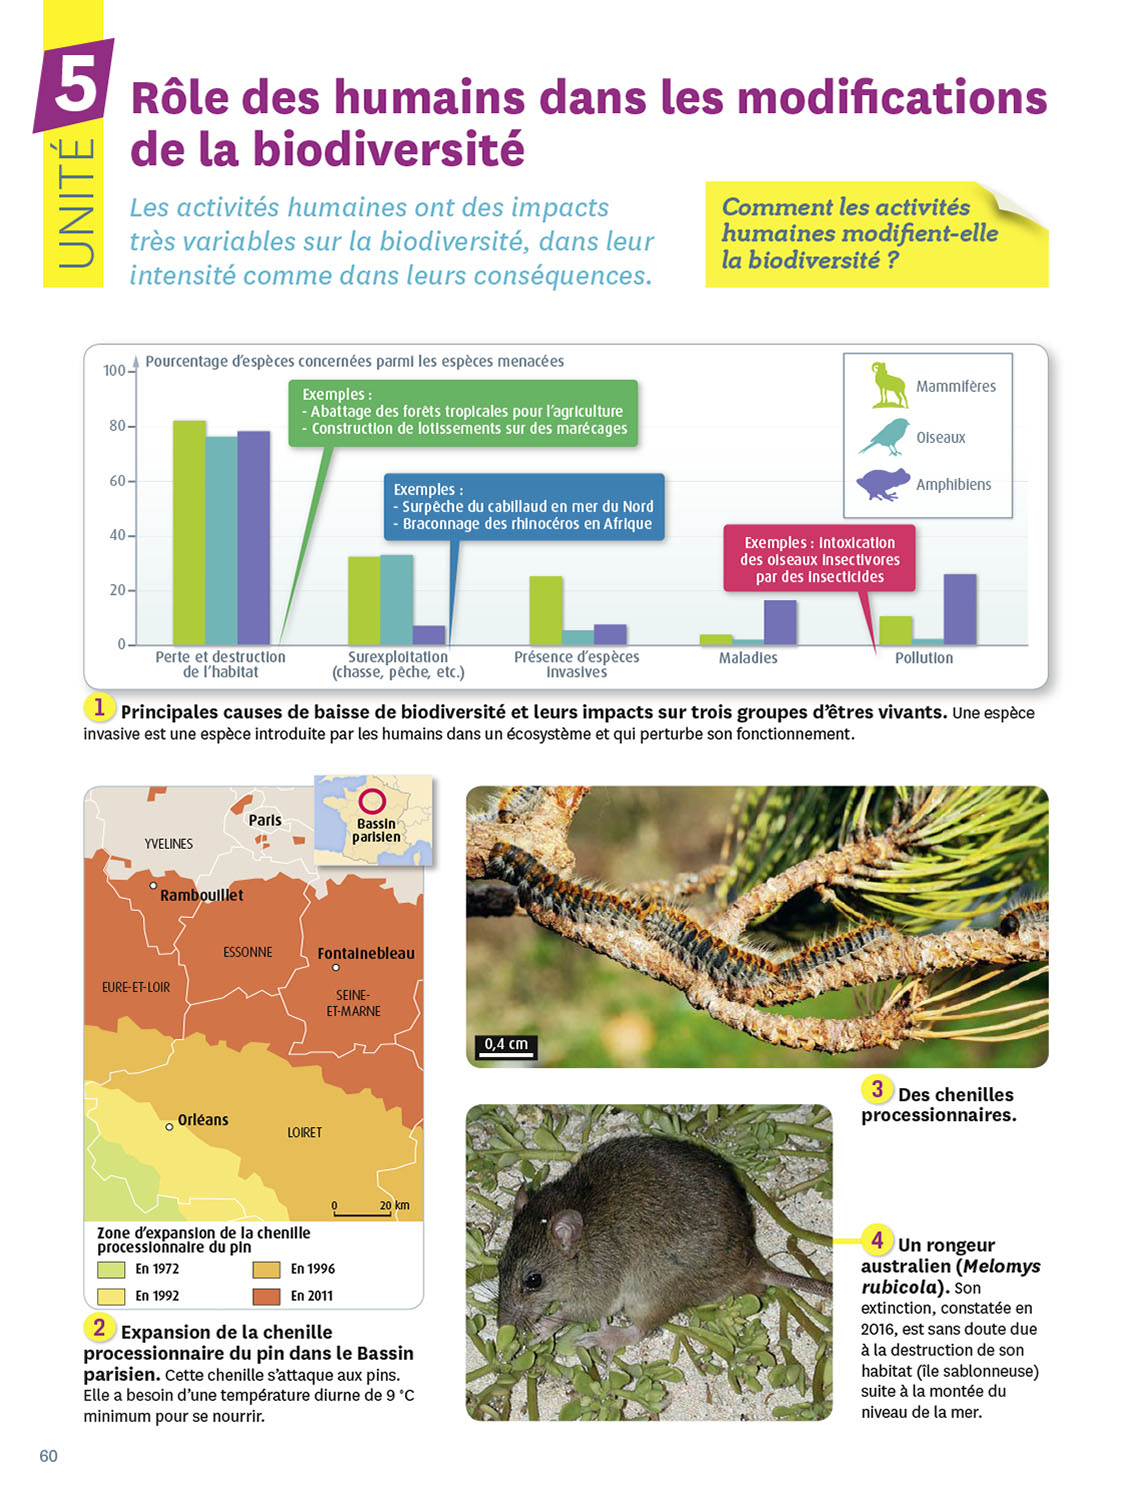 5
UNITÉ
Rôle des humains dans les modifications
de la biodiversité
Les activités humaines ont des impacts
très variables sur la biodiversité, dans leur
intensité comme dans leurs conséquences.
Comment les activités
humaines modifient-elle
la biodiversité ?
Pourcentage d'espèces concernées parmi les espèces menacées
100
80
60
40
20
0
Exemples :
- Abattage des forêts tropicales pour l'agriculture
- Construction de lotissements sur des marécages
Exemples :
- Surpêche du cabillaud en mer du Nord
- Braconnage des rhinocéros en Afrique
Exemples : intoxication
des oiseaux insectivores
par des insecticides
Mammifères
Oiseaux
Amphibiens
Perte et destruction
de l'habitat
Surexploitation
(chasse, pêche, etc.)
Présence d'espèces
invasives
Maladies
Pollution
1 Principales causes de baisse de biodiversité et leurs impacts sur trois groupes d'êtres vivants. Une espèce
invasive est une espèce introduite par les humains dans un écosystème et qui perturbe son fonctionnement.
Paris
YVELINES
Bassin
parisien
Rambouillet
ESSONNE
Fontainebleau
EURE-ET-LOIR
SEINE-
ET-MARNE
Orléans
LOIRET
0 20 km
Zone d'expansion de la chenille
processionnaire du pin
En 1972
En 1996
En 1992
En 2011
2 Expansion de la chenille
processionnaire du pin dans le Bassin
parisien. Cette chenille s'attaque aux pins.
Elle a besoin d'une température diurne de 9 °C
minimum pour se nourrir.
0,4 cm
3 Des chenilles
processionnaires.
4 Un rongeur
australien (Melomys
rubicola). Son
extinction, constatée en
2016, est sans doute due
à la destruction de son
habitat (île sablonneuse)
suite à la montée du
niveau de la mer.
60